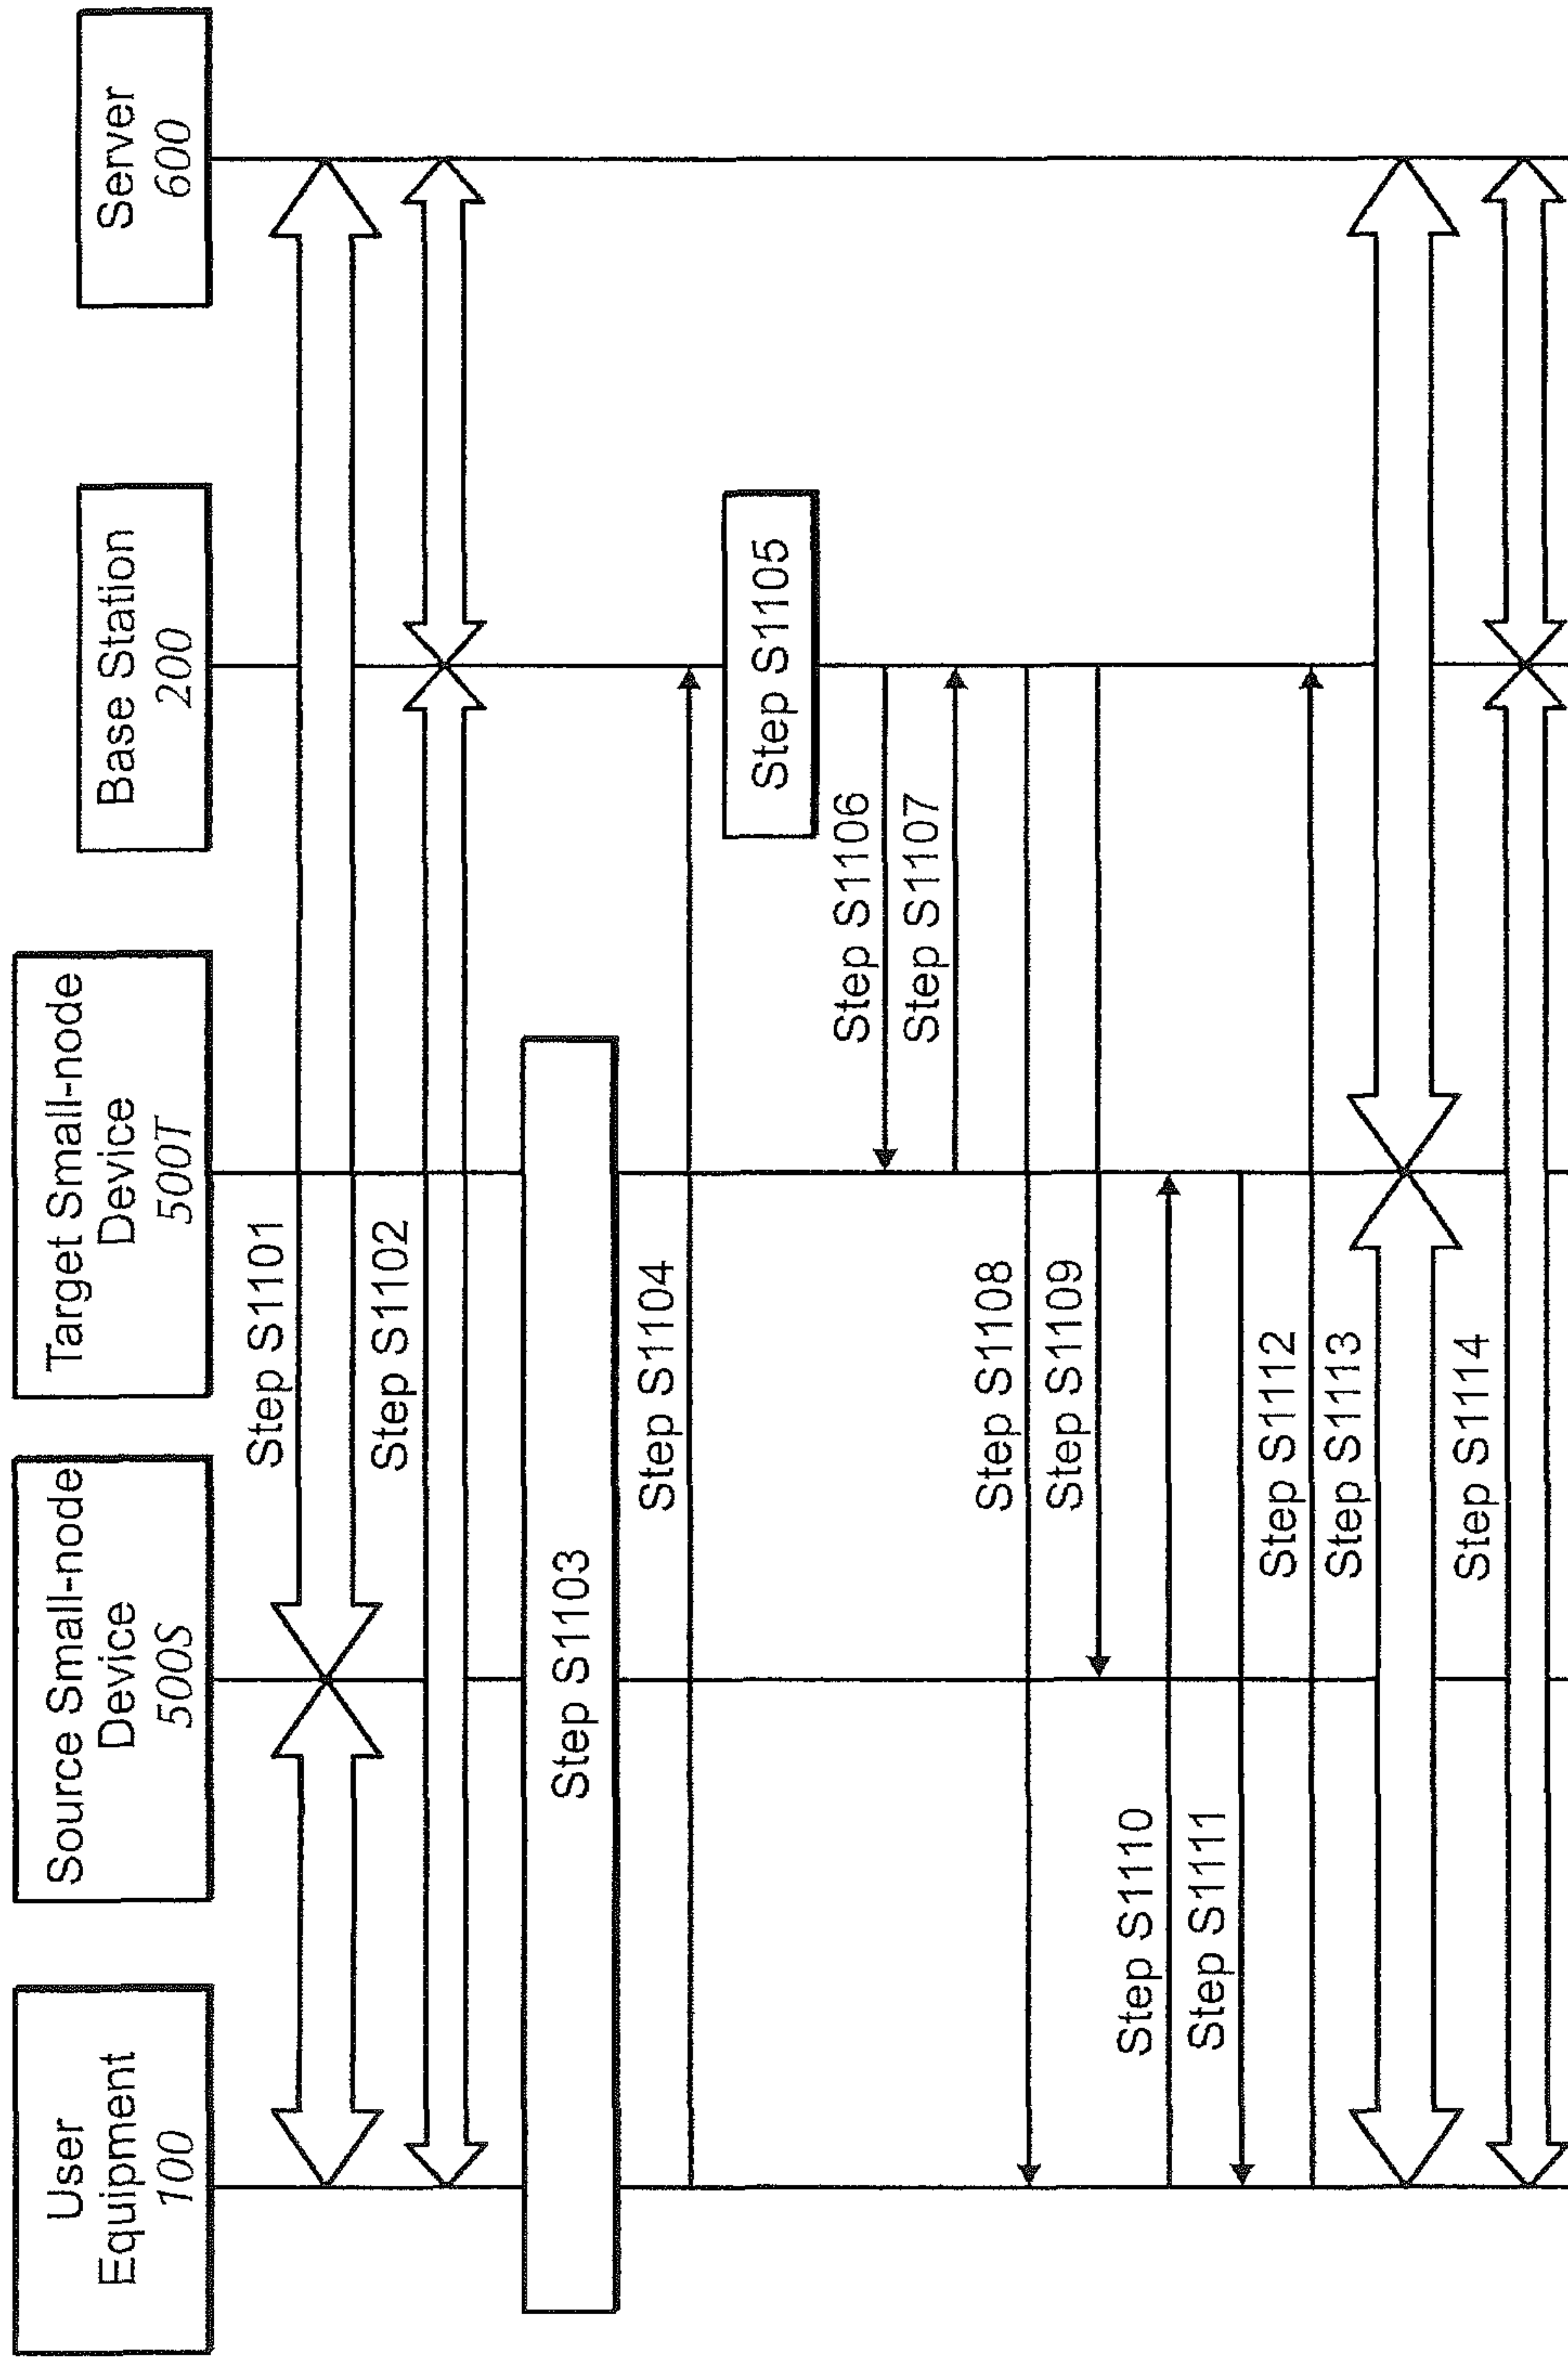 User
Equipment
100
Source Small-node
Device
500S
Target Small-node
Device
500T
Base Station
200
Server
600
Step S1101
Step S1102
Step S1103
Step S1104
Step S1105
Step S1106
Step S1107
Step S1108
Step S1109
Step S1110
Step S1111
Step S1112
Step S1113
Step S1114